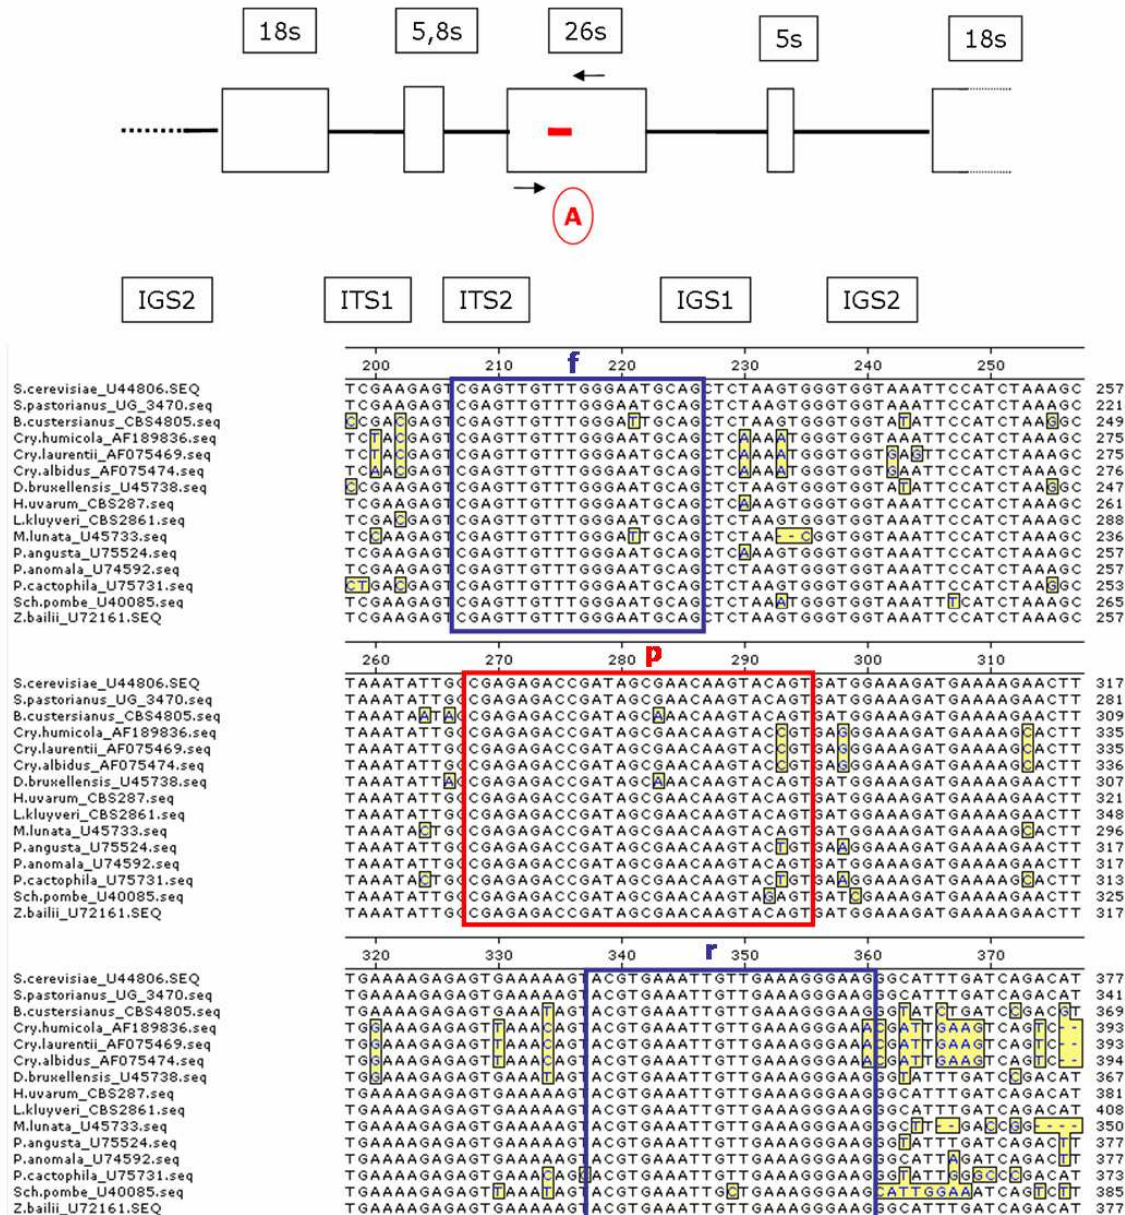 18s 5,8s 26s 5s 18s
A
IGS2 ITS1 ITS2 IGS1 IGS2
f
200 210 220 230 240 250
S.cerevisiae_U44806.SEQ TCGAAGAGTCGAGTTGTTTGGGAATGCAGCTCTAAGTGGGTGGTAAATTCCATCTAAAGC 257
S.pastorianus_UG_3470.seq TCGAAGAGTCGAGTTGTTTGGGAATGCAGCTCTAAGTGGGTGGTAAATTCCATCTAAAGC 221
B.custersianus_CBS4805.seq CCGACGAGTCGAGTTGTTTGGGATTGCAGCTCTAAGTGGGTGGTATATTCCATCTAAGGC 249
Cry.humicola_AF189836.seq TCTACGAGTCGAGTTGTTTGGGAATGCAGCTCAAAATGGGTGGTAAATTCCATCTAAAGC 275
Cry.laurentii_AF075469.seq TCTACGAGTCGAGTTGTTTGGGAATGCAGCTCAAAATGGGTGGTGAGTTCCATCTAAAGC 275
Cry.albidus_AF075474.seq TCAACGAGTCGAGTTGTTTGGGAATGCAGCTCAAAATGGGTGGTGAATTCCATCTAAAGC 276
D.bruxellensis_U45738.seq CCGAAGAGTCGAGTTGTTTGGGAATGCAGCTCTAAGTGGGTGGTATATTCCATCTAAGGC 247
H.uvarum_CBS287.seq TCGAAGAGTCGAGTTGTTTGGGAATGCAGCTCAAAGTGGGTGGTAAATTCCATCTAAAGC 261
L.kluyveri_CBS2861.seq TCGACGAGTCGAGTTGTTTGGGAATGCAGCTCTAAGTGGGTGGTAAATTCCATCTAAAGC 288
M.lunata_U45733.seq TCCAAGAGTCGAGTTGTTTGGGATTGCAGCTCTAA--CGGTGGTAAATTCCATCTAAAGC 236
P.angusta_U75524.seq TCGAAGAGTCGAGTTGTTTGGGAATGCAGCTCAAAGTGGGTGGTAAATTCCATCTAAAGC 257
P.anomala_U74592.seq TCGAAGAGTCGAGTTGTTTGGGAATGCAGCTCTAAGTGGGTGGTAAATTCCATCTAAAGC 257
P.cactophila_U75731.seq CTGACGAGTCGAGTTGTTTGGGAATGCAGCTCTAAGTGGGTGGTAAATTCCATCTAAGGC 253
Sch.pombe_U40085.seq TCGAAGAGTCGAGTTGTTTGGGAATGCAGCTCTAAATGGGTGGTAAATTTCATCTAAAGC 265
Z.bailii_U72161.SEQ TCGAAGAGTCGAGTTGTTTGGGAATGCAGCTCTAAGTGGGTGGTAAATTCCATCTAAAGC 257
p
260 270 280 290 300 310
S.cerevisiae_U44806.SEQ TAAATATTGGCGAGAGACCGATAGCGAACAAGTACAGTGATGGAAAGATGAAAAGAACTT 317
S.pastorianus_UG_3470.seq TAAATATTGGCGAGAGACCGATAGCGAACAAGTACAGTGATGGAAAGATGAAAAGAACTT 281
B.custersianus_CBS4805.seq TAAATAATAGCGAGAGACCGATAGCAAACAAGTACAGTGATGGAAAGATGAAAAGAACTT 309
Cry.humicola_AF189836.seq TAAATATTGGCGAGAGACCGATAGCGAACAAGTACCGTGAGGGAAAGATGAAAAGCACTT 335
Cry.laurentii_AF075469.seq TAAATATTGGCGAGAGACCGATAGCGAACAAGTACCGTGAGGGAAAGATGAAAAGCACTT 335
Cry.albidus_AF075474.seq TAAATATTGGCGAGAGACCGATAGCGAACAAGTACCGTGAGGGAAAGATGAAAAGCACTT 336
D.bruxellensis_U45738.seq TAAATATTAGCGAGAGACCGATAGCAAACAAGTACAGTGATGGAAAGATGAAAAGAACTT 307
H.uvarum_CBS287.seq TAAATATTGGCGAGAGACCGATAGCGAACAAGTACAGTGATGGAAAGATGAAAAGAACTT 321
L.kluyveri_CBS2861.seq TAAATATTGGCGAGAGACCGATAGCGAACAAGTACAGTGATGGAAAGATGAAAAGAACTT 348
M.lunata_U45733.seq TAAATACTGGCGAGAGACCGATAGCGAACAAGTACAGTGATGGAAAGATGAAAAGCACTT 296
P.angusta_U75524.seq TAAATATTGGCGAGAGACCGATAGCGAACAAGTACTGTGAAGGAAAGATGAAAAGAACTT 317
P.anomala_U74592.seq TAAATATTGGCGAGAGACCGATAGCGAACAAGTACAGTGATGGAAAGATGAAAAGAACTT 317
P.cactophila_U75731.seq TAAATACTGGCGAGAGACCGATAGCGAACAAGTACTGTGAAGGAAAGATGAAAAGCACTT 313
Sch.pombe_U40085.seq TAAATATTGGCGAGAGACCGATAGCGAACAAGTAGAGTGATCGAAAGATGAAAAGAACTT 325
Z.bailii_U72161.SEQ TAAATATTGGCGAGAGACCGATAGCGAACAAGTACAGTGATGGAAAGATGAAAAGAACTT 317
r
320 330 340 350 360 370
S.cerevisiae_U44806.SEQ TGAAAAGAGAGTGAAAAAGTACGTGAAATTGTTGAAAGGGAAGGGCATTTGATCAGACAT 377
S.pastorianus_UG_3470.seq TGAAAAGAGAGTGAAAAAGTACGTGAAATTGTTGAAAGGGAAGGGCATTTGATCAGACAT 341
B.custersianus_CBS4805.seq TGAAAAGAGAGTGAAATAGTACGTGAAATTGTTGAAAGGGAAGGGTATCTGATCCGACGT 369
Cry.humicola_AF189836.seq TGGAAAGAGAGTTAAACAGTACGTGAAATTGTTGAAAGGGAAACGATTGAAGTCAGTC-- 393
Cry.laurentii_AF075469.seq TGGAAAGAGAGTTAAACAGTACGTGAAATTGTTGAAAGGGAAACGATTGAAGTCAGTC-- 393
Cry.albidus_AF075474.seq TGGAAAGAGAGTTAAACAGTACGTGAAATTGTTGAAAGGGAAACGATTGAAGTCAGTC-- 394
D.bruxellensis_U45738.seq TGGAAAGAGAGTGAAATAGTACGTGAAATTGTTGAAAGGGAAGGGTATTTGATCCGACAT 367
H.uvarum_CBS287.seq TGAAAAGAGAGTGAAAAAGTACGTGAAATTGTTGAAAGGGAAGGGCATTTGATCAGACAT 381
L.kluyveri_CBS2861.seq TGAAAAGAGAGTGAAAAAGTACGTGAAATTGTTGAAAGGGAAGGGCATTTGATCAGACAT 408
M.lunata_U45733.seq TGAAAAGAGAGTGAAAAAGTACGTGAAATTGTTGAAAGGGAAGGGCTT--GACCGG---- 350
P.angusta_U75524.seq TGAAAAGAGAGTGAAAAAGTACGTGAAATTGTTGAAAGGGAAGGGTATTTGATCAGACTT 377
P.anomala_U74592.seq TGAAAAGAGAGTGAAAAAGTACGTGAAATTGTTGAAAGGGAAGGGCATTAGATCAGACTT 377
P.cactophila_U75731.seq TGAAAAGAGAGTGAAACAGCACGTGAAATTGTTGAAAGGGAAGGGTATTGGGCCCGACAT 373
Sch.pombe_U40085.seq TGAAAAGAGAGTTAAATAGTACGTGAAATTGCTGAAAGGGAAGCATTGGAAATCAGTCTT 385
Z.bailii_U72161.SEQ TGAAAAGAGAGTGAAAAAGTACGTGAAATTGTTGAAAGGGAAGGGCATTTGATCAGACAT 377